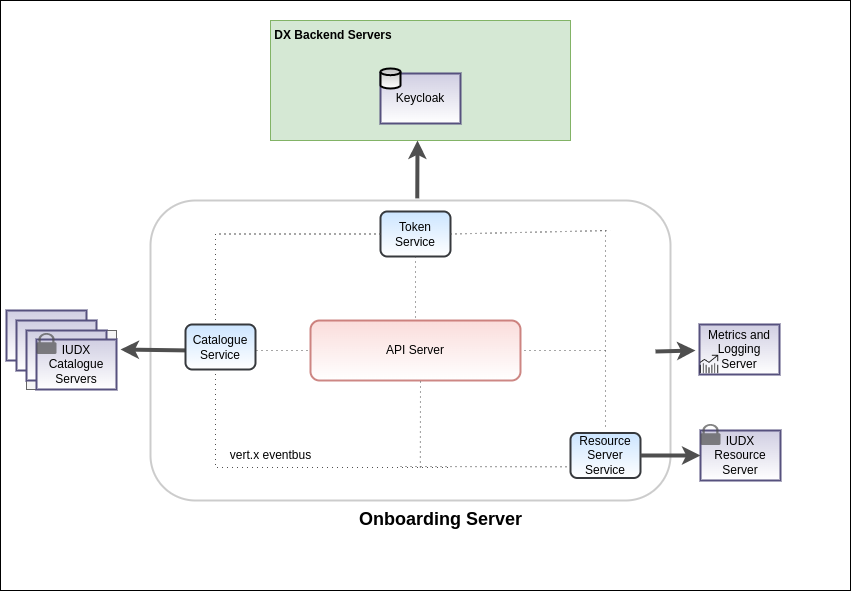 DX Backend Servers
Keycloak
Token
Service
Catalogue
Service
API Server
IUDX
Catalogue
Servers
Metrics and
Logging
Server
vert.x eventbus
Resource
Server
Service
IUDX
Resource
Server
Onboarding Server